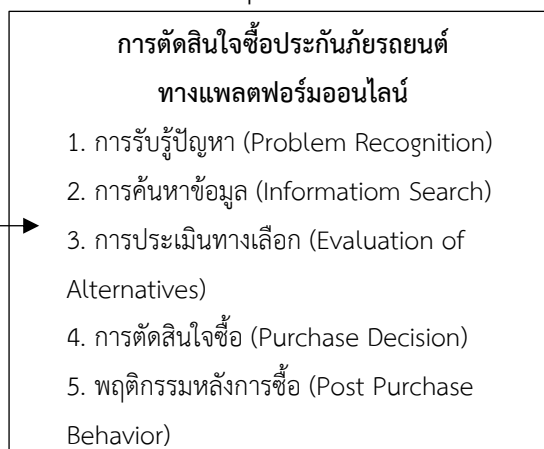 การตัดสินใจซื้อประกันภัยรถยนต์
ทางแพลตฟอร์มออนไลน์
1. การรับรู้ปัญหา (Problem Recognition)
2. การค้นหาข้อมูล (Informatiom Search)
3. การประเมินทางเลือก (Evaluation of
Alternatives)
4. การตัดสินใจซื้อ (Purchase Decision)
5. พฤติกรรมหลังการซื้อ (Post Purchase
Behavior)